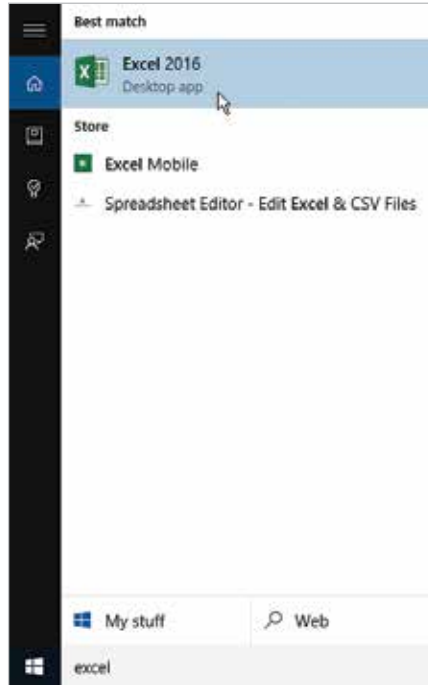 Best match
Excel 2016
Desktop app
Store
Excel Mobile
Spreadsheet Editor - Edit Excel & CSV Files
My stuff
Web
excel